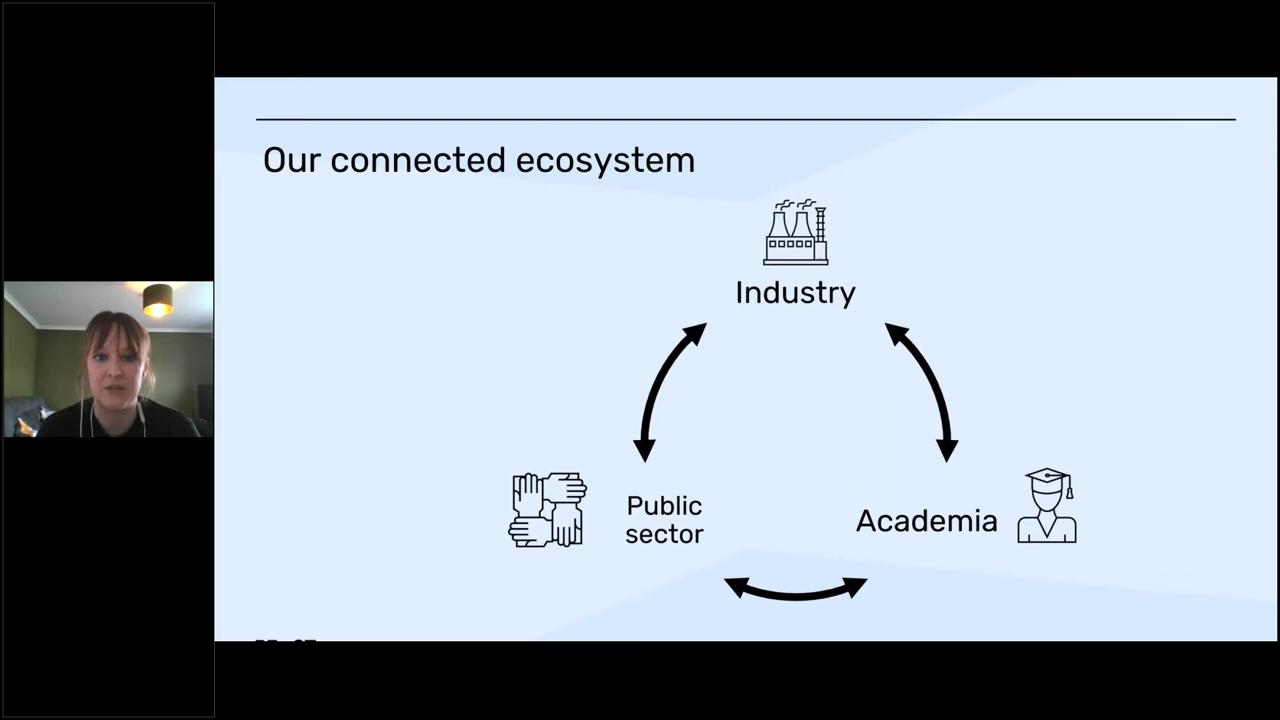 Our connected ecosystem
Industry
Public
sector
Academia